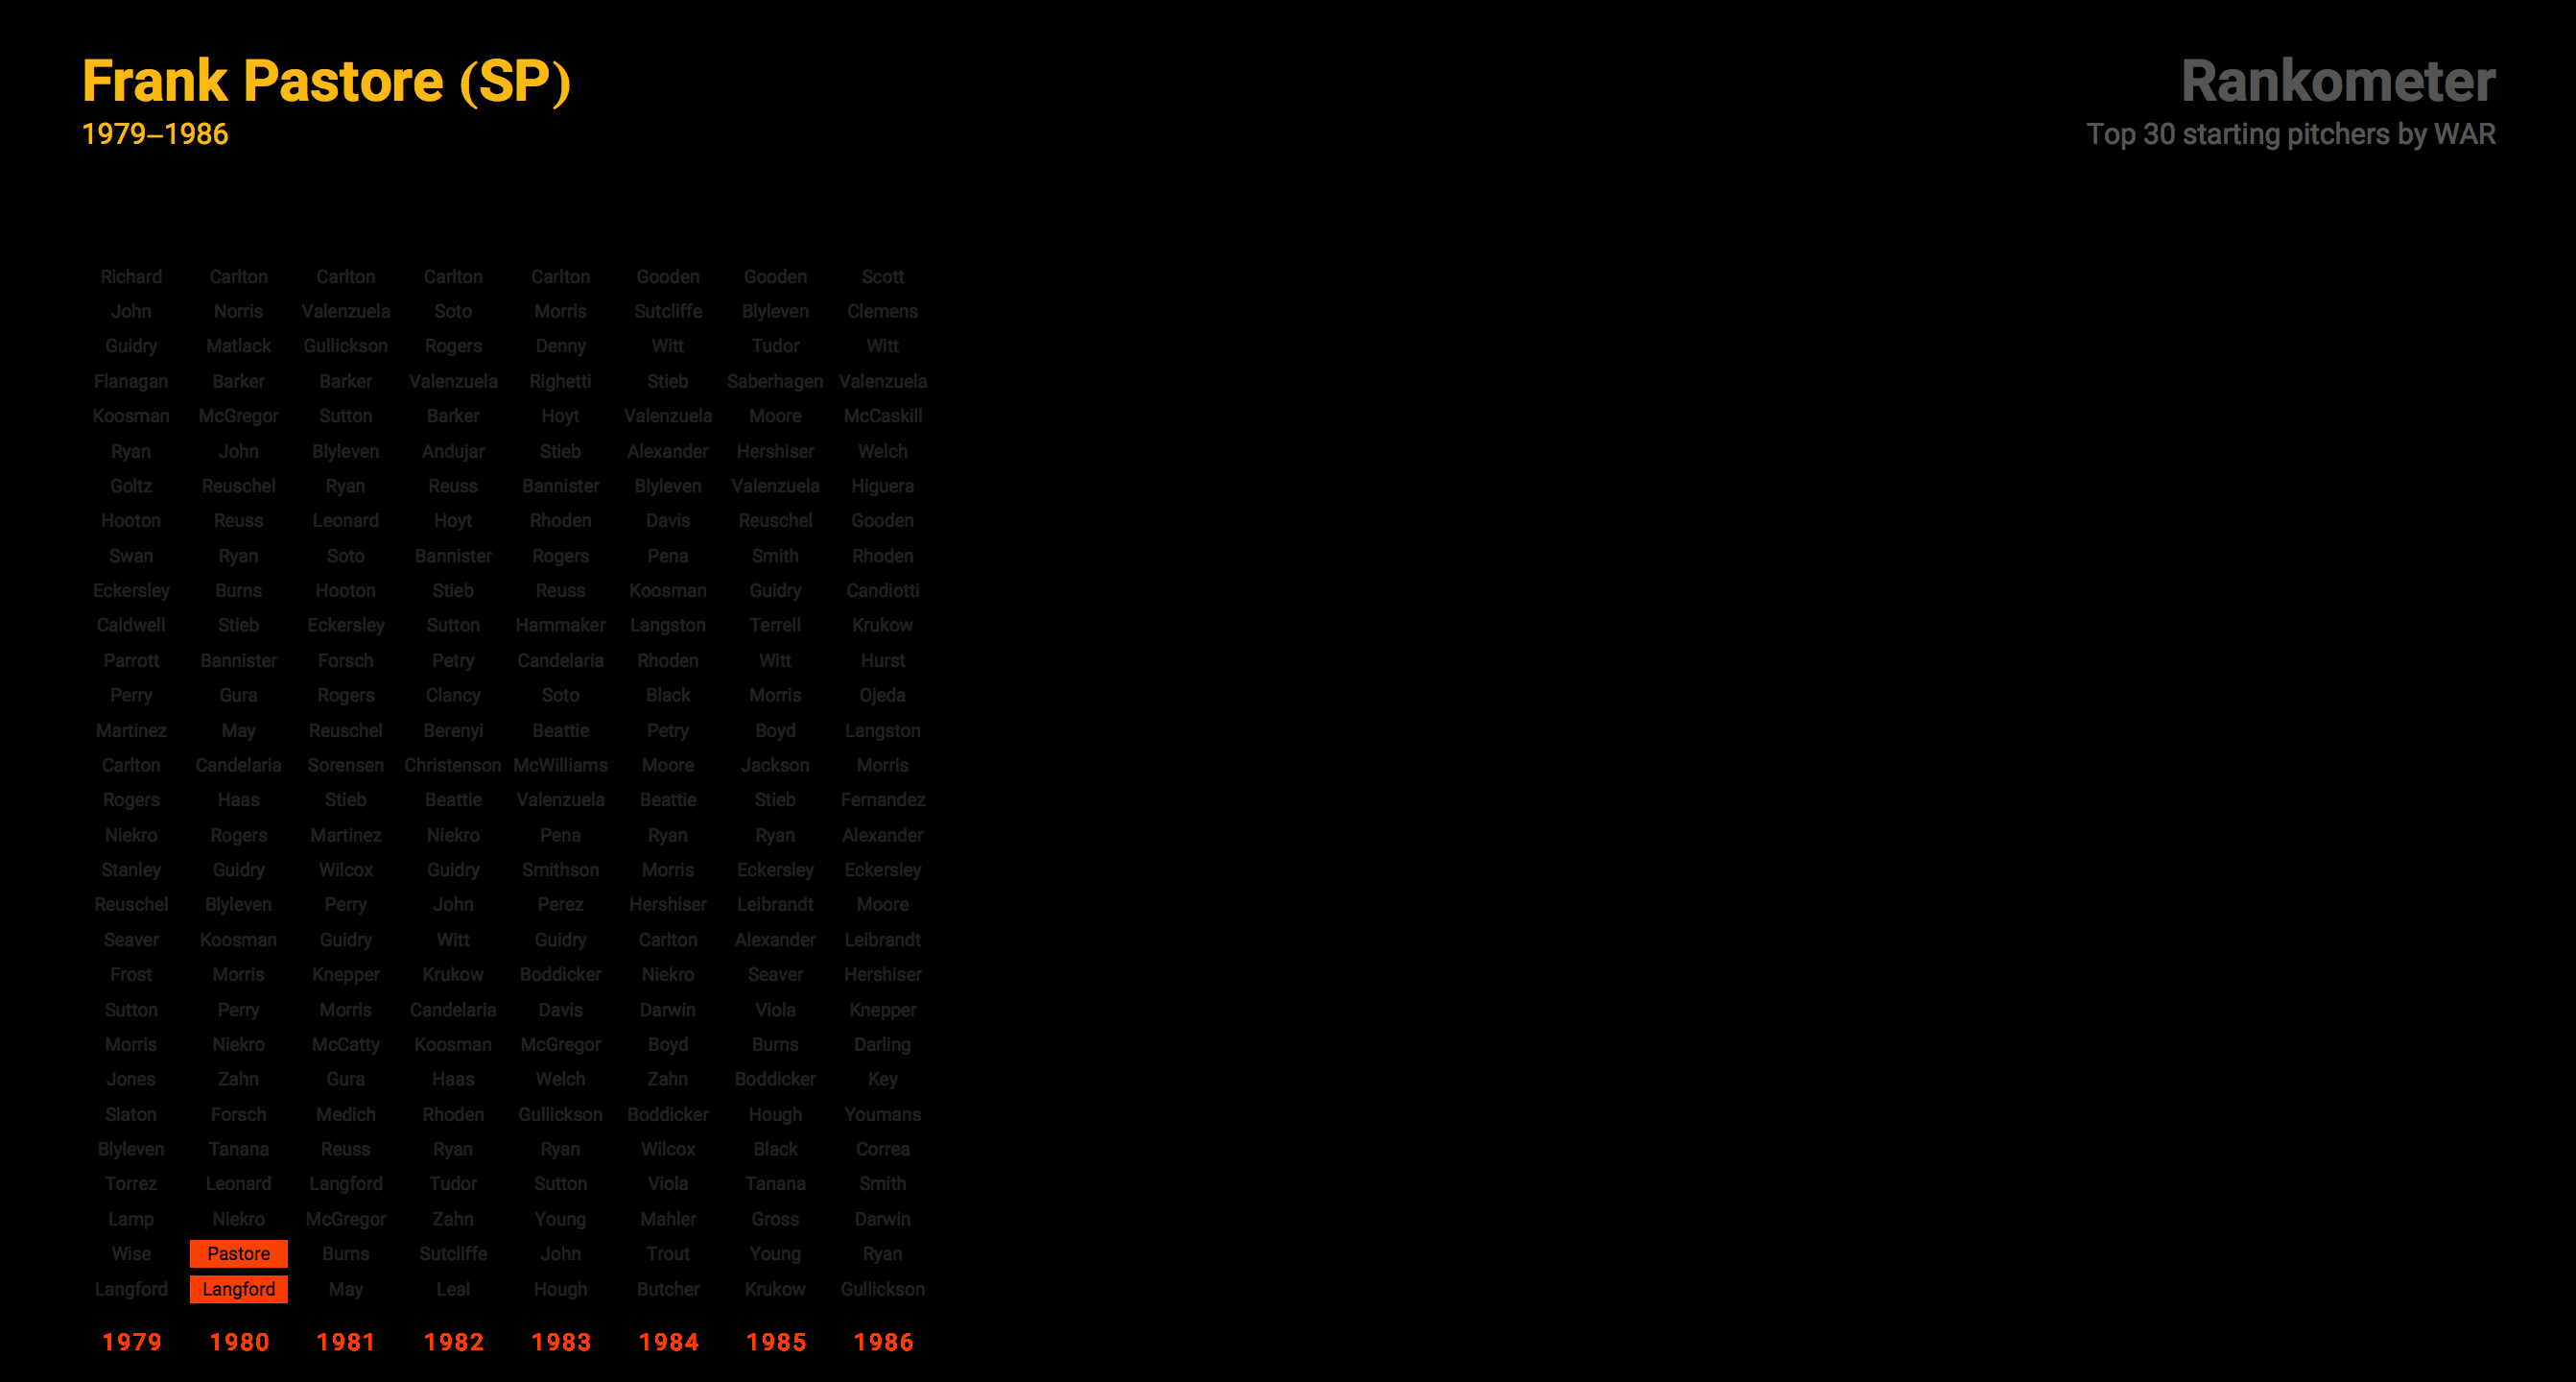 Frank Pastore (SP)
1979–1986
Rankometer
Top 30 starting pitchers by WAR
Richard Carlton Carlton Carlton Carlton Gooden Gooden Scott
John Norris Valenzuela Soto Morris Sutcliffe Blyleven Clemens
Guidry Matlack Gullickson Rogers Denny Witt Tudor Witt
Flanagan Barker Barker Valenzuela Righetti Stieb Saberhagen Valenzuela
Koosman McGregor Sutton Barker Hoyt Valenzuela Moore McCaskill
Ryan John Blyleven Andujar Stieb Alexander Hershiser Welch
Goltz Reuschel Ryan Reuss Bannister Blyleven Valenzuela Higuera
Hooton Reuss Leonard Hoyt Rhoden Davis Reuschel Gooden
Swan Ryan Soto Bannister Rogers Pena Smith Rhoden
Eckersley Burns Hooton Stieb Reuss Koosman Guidry Candiotti
Caldwell Stieb Eckersley Sutton Hammaker Langston Terrell Krukow
Parrott Bannister Forsch Petry Candelaria Rhoden Witt Hurst
Perry Gura Rogers Clancy Soto Black Morris Ojeda
Martinez May Reuschel Berenyi Beattie Petry Boyd Langston
Carlton Candelaria Sorensen Christenson McWilliams Moore Jackson Morris
Rogers Haas Stieb Beattie Valenzuela Beattie Stieb Fernandez
Niekro Rogers Martinez Niekro Pena Ryan Ryan Alexander
Stanley Guidry Wilcox Guidry Smithson Morris Eckersley Eckersley
Reuschel Blyleven Perry John Perez Hershiser Leibrandt Moore
Seaver Koosman Guidry Witt Guidry Carlton Alexander Leibrandt
Frost Morris Knepper Krukow Boddicker Niekro Seaver Hershiser
Sutton Perry Morris Candelaria Davis Darwin Viola Knepper
Morris Niekro McCatty Koosman McGregor Boyd Burns Darling
Jones Zahn Gura Haas Welch Zahn Boddicker Key
Slaton Forsch Medich Rhoden Gullickson Boddicker Hough Youmans
Blyleven Tanana Reuss Ryan Ryan Wilcox Black Correa
Torrez Leonard Langford Tudor Sutton Viola Tanana Smith
Lamp Niekro McGregor Zahn Young Mahler Gross Darwin
Wise Pastore Burns Sutcliffe John Trout Young Ryan
Langford Langford May Leal Hough Butcher Krukow Gullickson
1979 1980 1981 1982 1983 1984 1985 1986